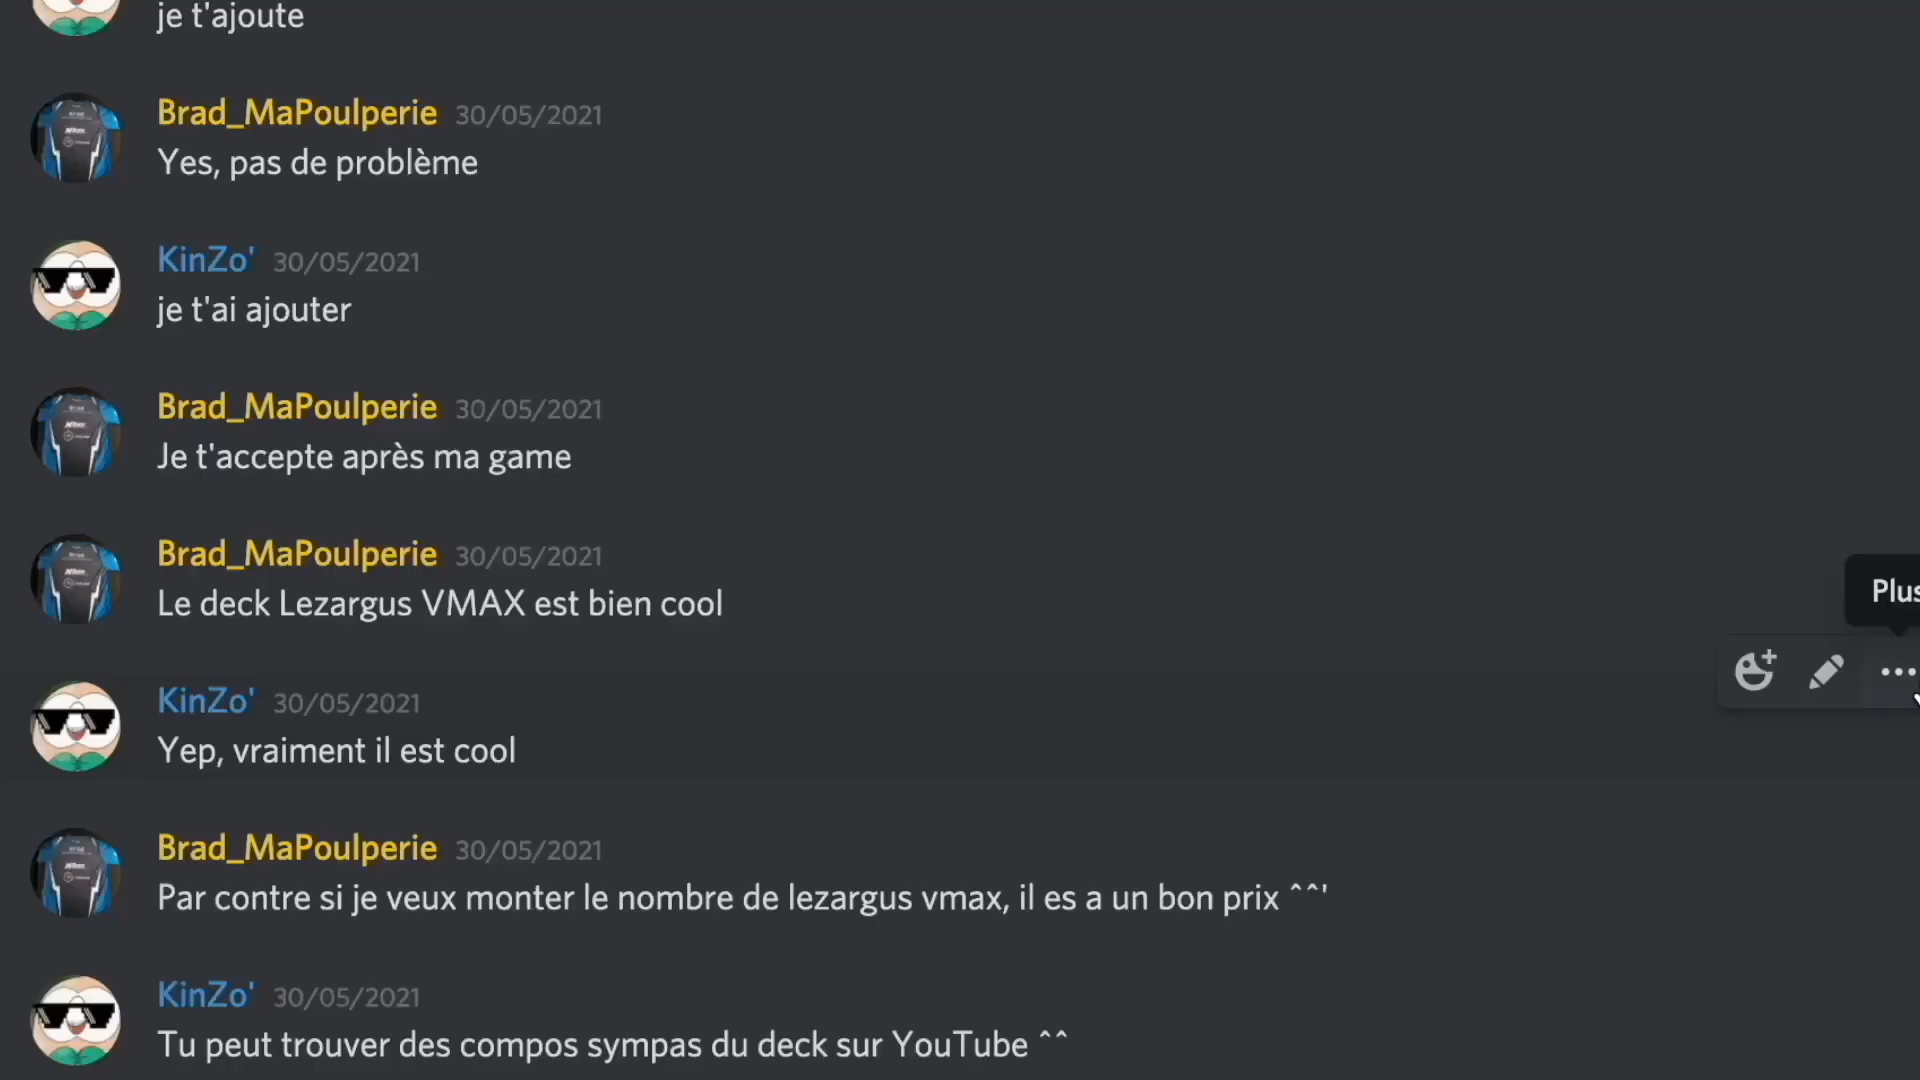 je t'ajoute
Brad_MaPoulperie 30/05/2021
Yes, pas de problème
KinZo' 30/05/2021
je t'ai ajouter
Brad_MaPoulperie 30/05/2021
Je t'accepte après ma game
Brad_MaPoulperie 30/05/2021
Le deck Lezargus VMAX est bien cool
Plus
KinZo' 30/05/2021
Yep, vraiment il est cool
Brad_MaPoulperie 30/05/2021
Par contre si je veux monter le nombre de lezargus vmax, il es a un bon prix ^^'
KinZo' 30/05/2021
Tu peut trouver des compos sympas du deck sur YouTube ^^